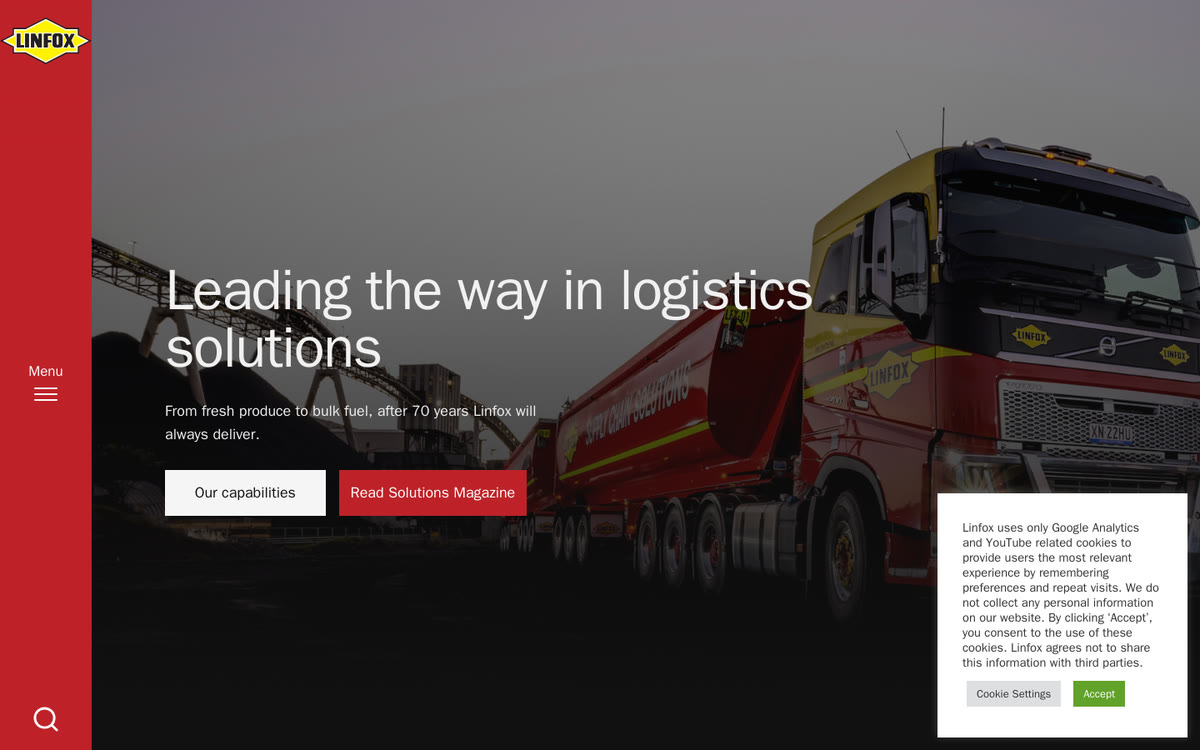 LINFOX
Menu
Leading the way in logistics
solutions
From fresh produce to bulk fuel, after 70 years Linfox will
always deliver.
Our capabilities
Read Solutions Magazine
SUPPLY CHAIN SOLUTIONS
LINFOX
LINFOX
LINFOX
XN 22HU
Linfox uses only Google Analytics
and YouTube related cookies to
provide users the most relevant
experience by remembering
preferences and repeat visits. We do
not collect any personal information
on our website. By clicking ‘Accept’,
you consent to the use of these
cookies. Linfox agrees not to share
this information with third parties.
Cookie Settings
Accept